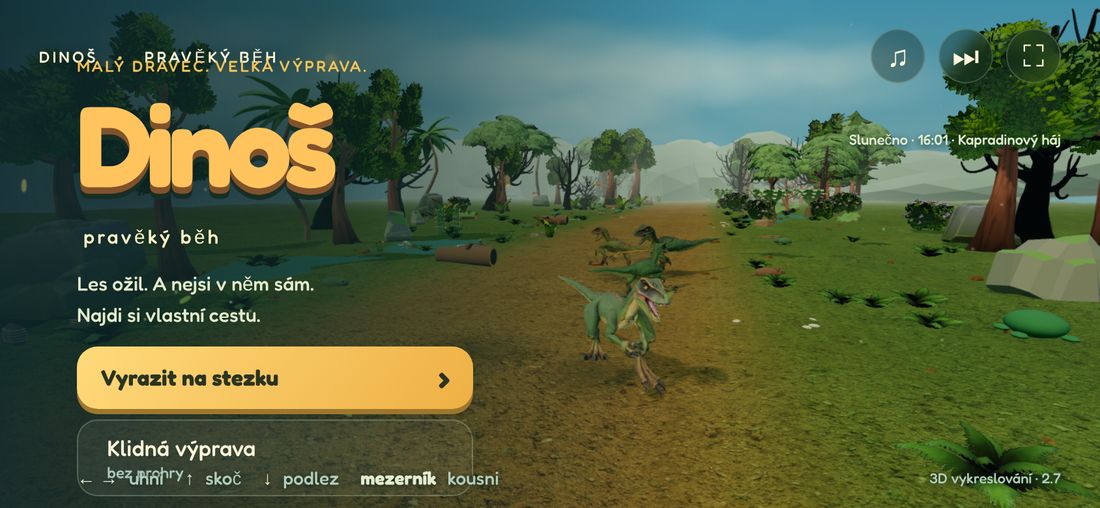 DINOŠ · PRAVĚKÝ BĚH
MALÝ DRAVEC. VELKÁ VÝPRAVA.
Dinoš
pravěký běh
Slunečno · 16:01 · Kapradinový háj
Les ožil. A nejsi v něm sám.
Najdi si vlastní cestu.
Vyrazit na stezku
Klidná výprava
bez prohry
← → uhni ↑ skoč ↓ podlez mezerník kousni
3D vykreslování · 2.7